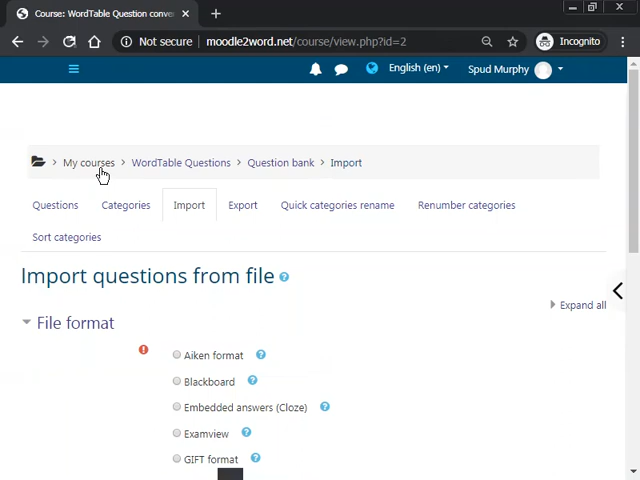 Course: WordTable Question conver
Not secure | moodle2word.net/course/view.php?id=2
Incognito
English (en)
Spud Murphy
My courses > WordTable Questions > Question bank > Import
Questions Categories Import Export Quick categories rename Renumber categories
Sort categories
Import questions from file
Expand all
File format
Aiken format
Blackboard
Embedded answers (Cloze)
Examview
GIFT format